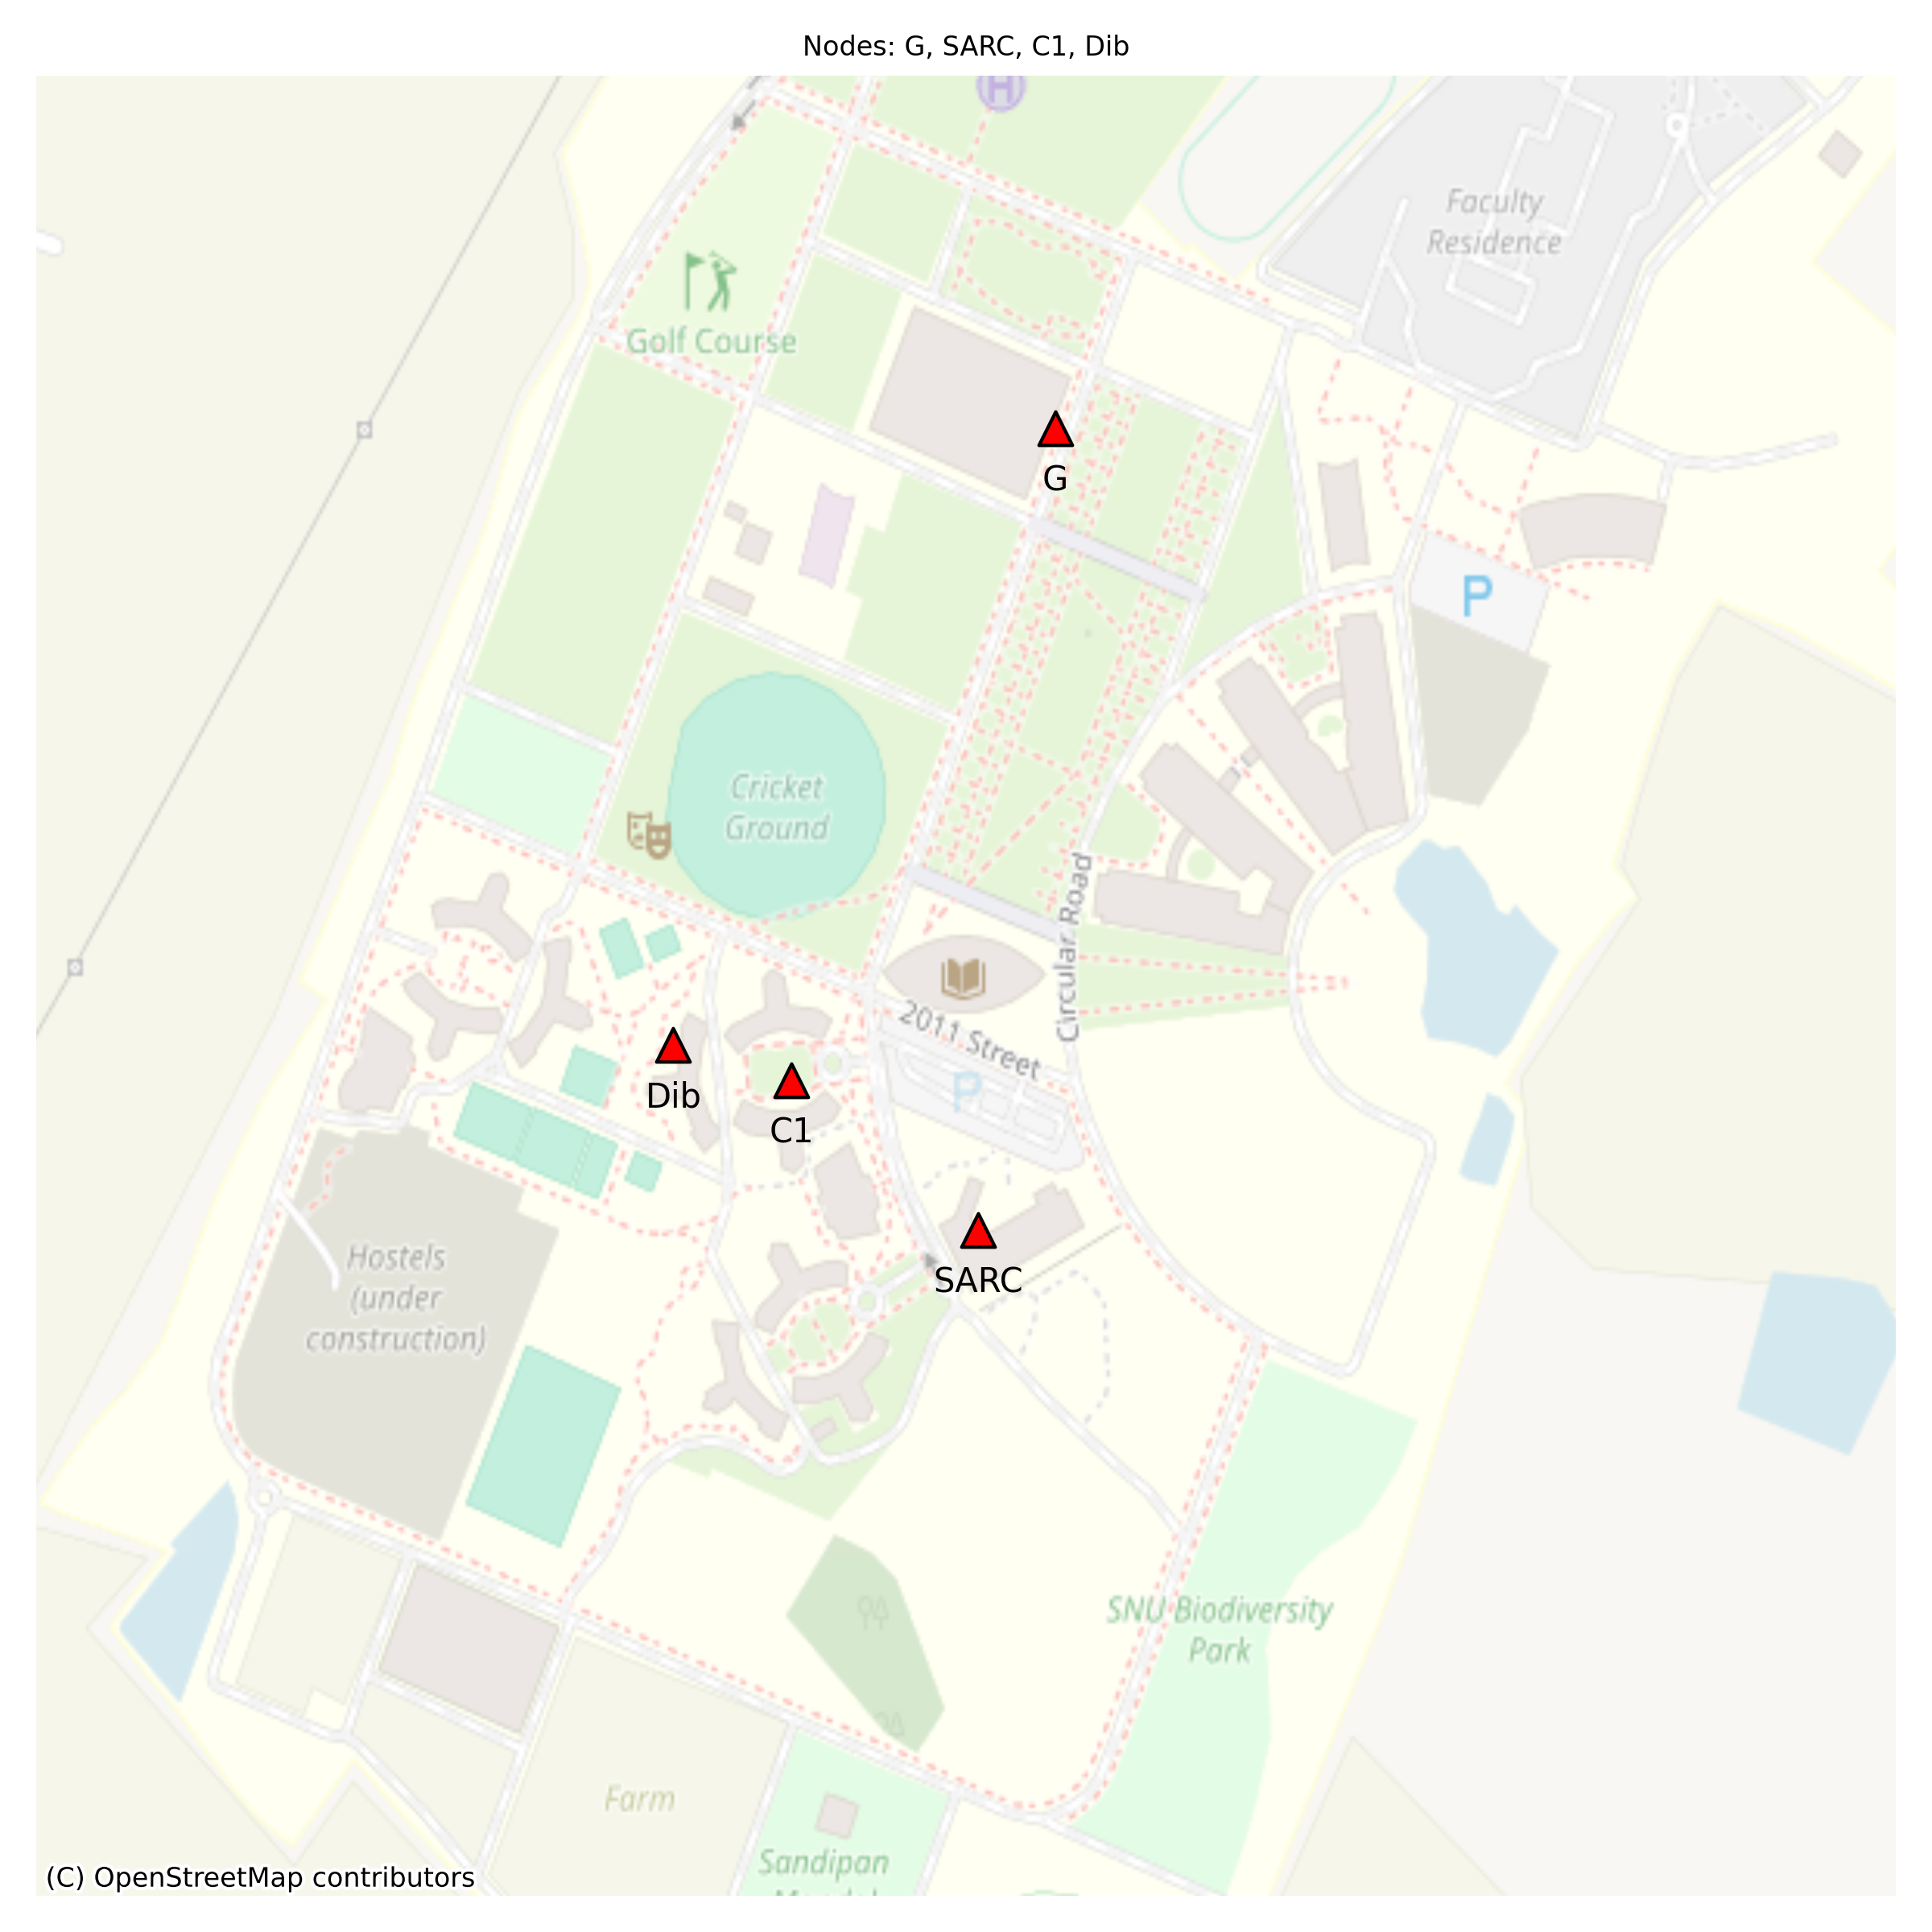 Nodes: G, SARC, C1, Dib
H
Faculty
Residence
Golf Course
G
P
Cricket
Ground
Circular Road
2011 Street
Dib
C1
P
SARC
Hostels
(under
construction)
SNU Biodiversity
Park
Farm
Sandipan
(C) OpenStreetMap contributors